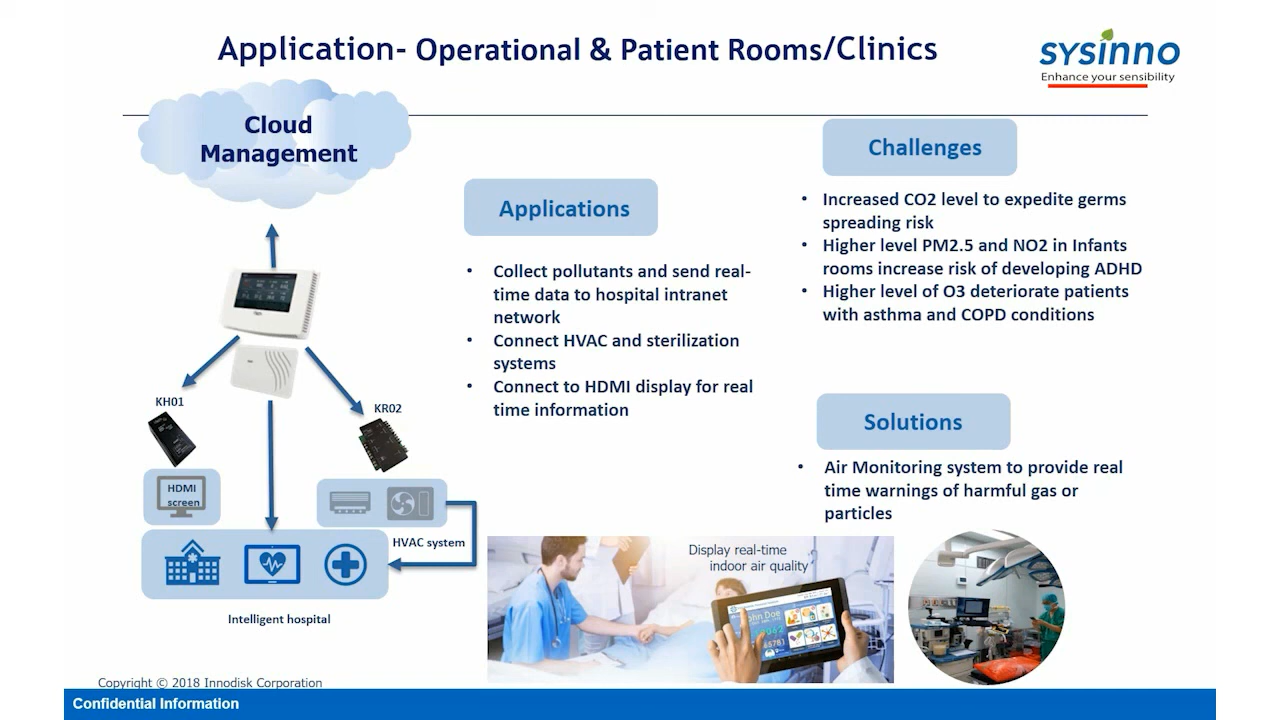 Application- Operational & Patient Rooms/Clinics
sysinno
Enhance your sensibility
Cloud
Management
KH01
KR02
HDMI
screen
HVAC system
Intelligent hospital
Applications
• Collect pollutants and send real-
time data to hospital intranet
network
• Connect HVAC and sterilization
systems
• Connect to HDMI display for real
time information
Challenges
• Increased CO2 level to expedite germs
spreading risk
• Higher level PM2.5 and NO2 in Infants
rooms increase risk of developing ADHD
• Higher level of O3 deteriorate patients
with asthma and COPD conditions
Solutions
• Air Monitoring system to provide real
time warnings of harmful gas or
particles
Display real-time
indoor air quality
John Doe
Copyright © 2018 Innodisk Corporation
Confidential Information